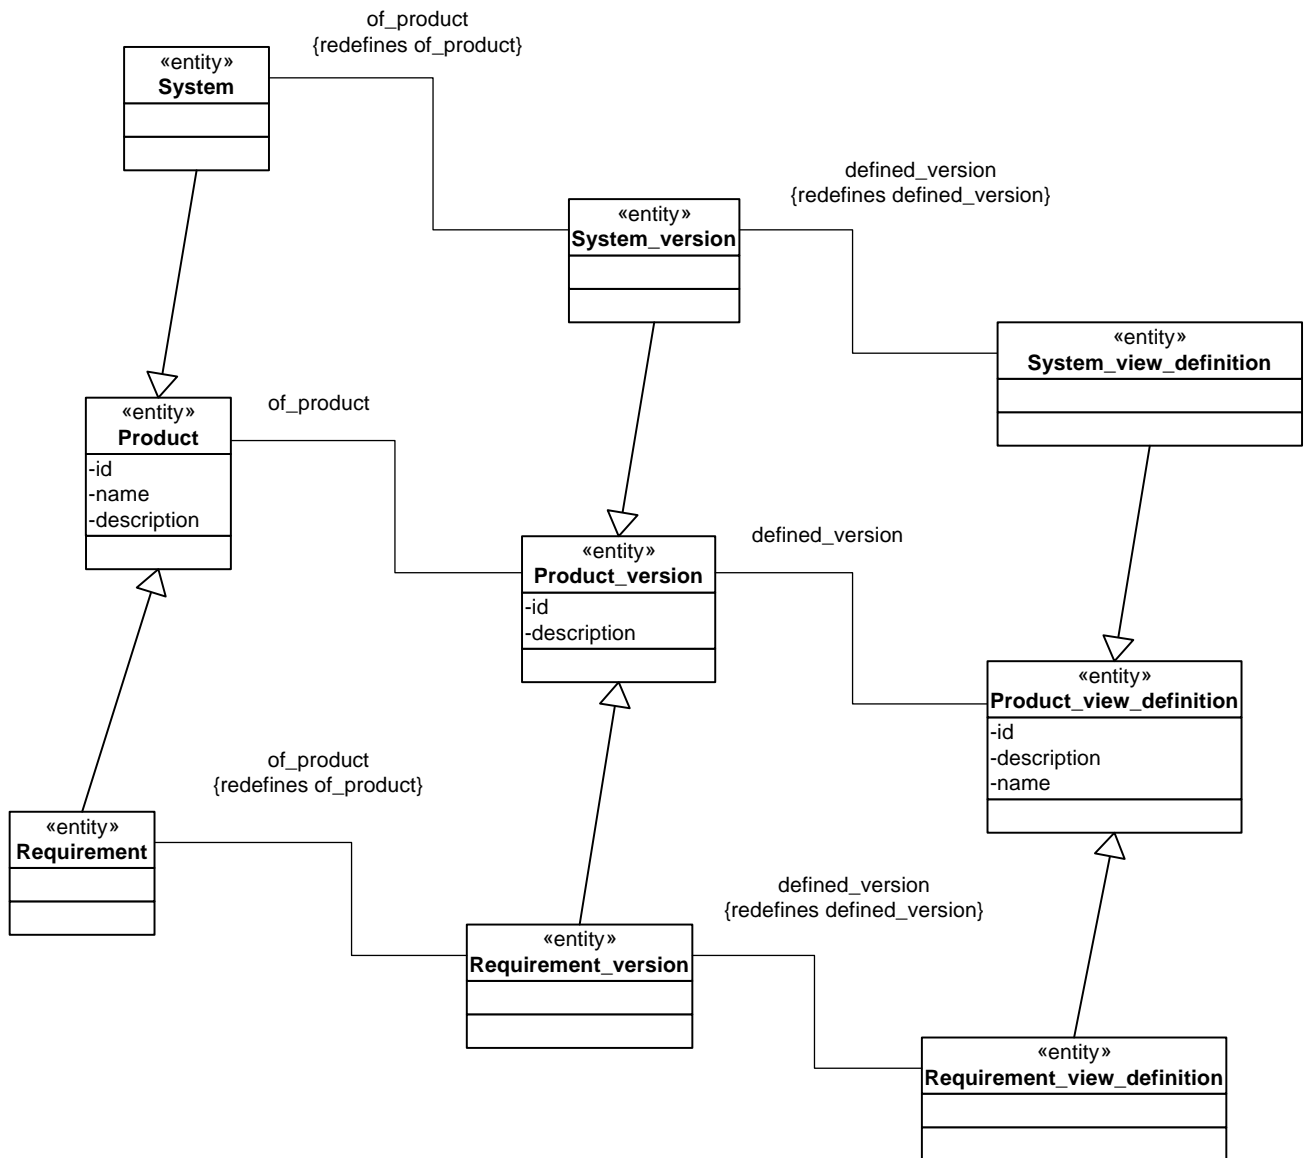 of_product
{redefines of_product}
«entity»
System
defined_version
{redefines defined_version}
«entity»
System_version
«entity»
System_view_definition
«entity»
Product
-id
-name
-description
of_product
defined_version
«entity»
Product_version
-id
-description
«entity»
Product_view_definition
-id
-description
-name
of_product
{redefines of_product}
«entity»
Requirement
defined_version
{redefines defined_version}
«entity»
Requirement_version
«entity»
Requirement_view_definition